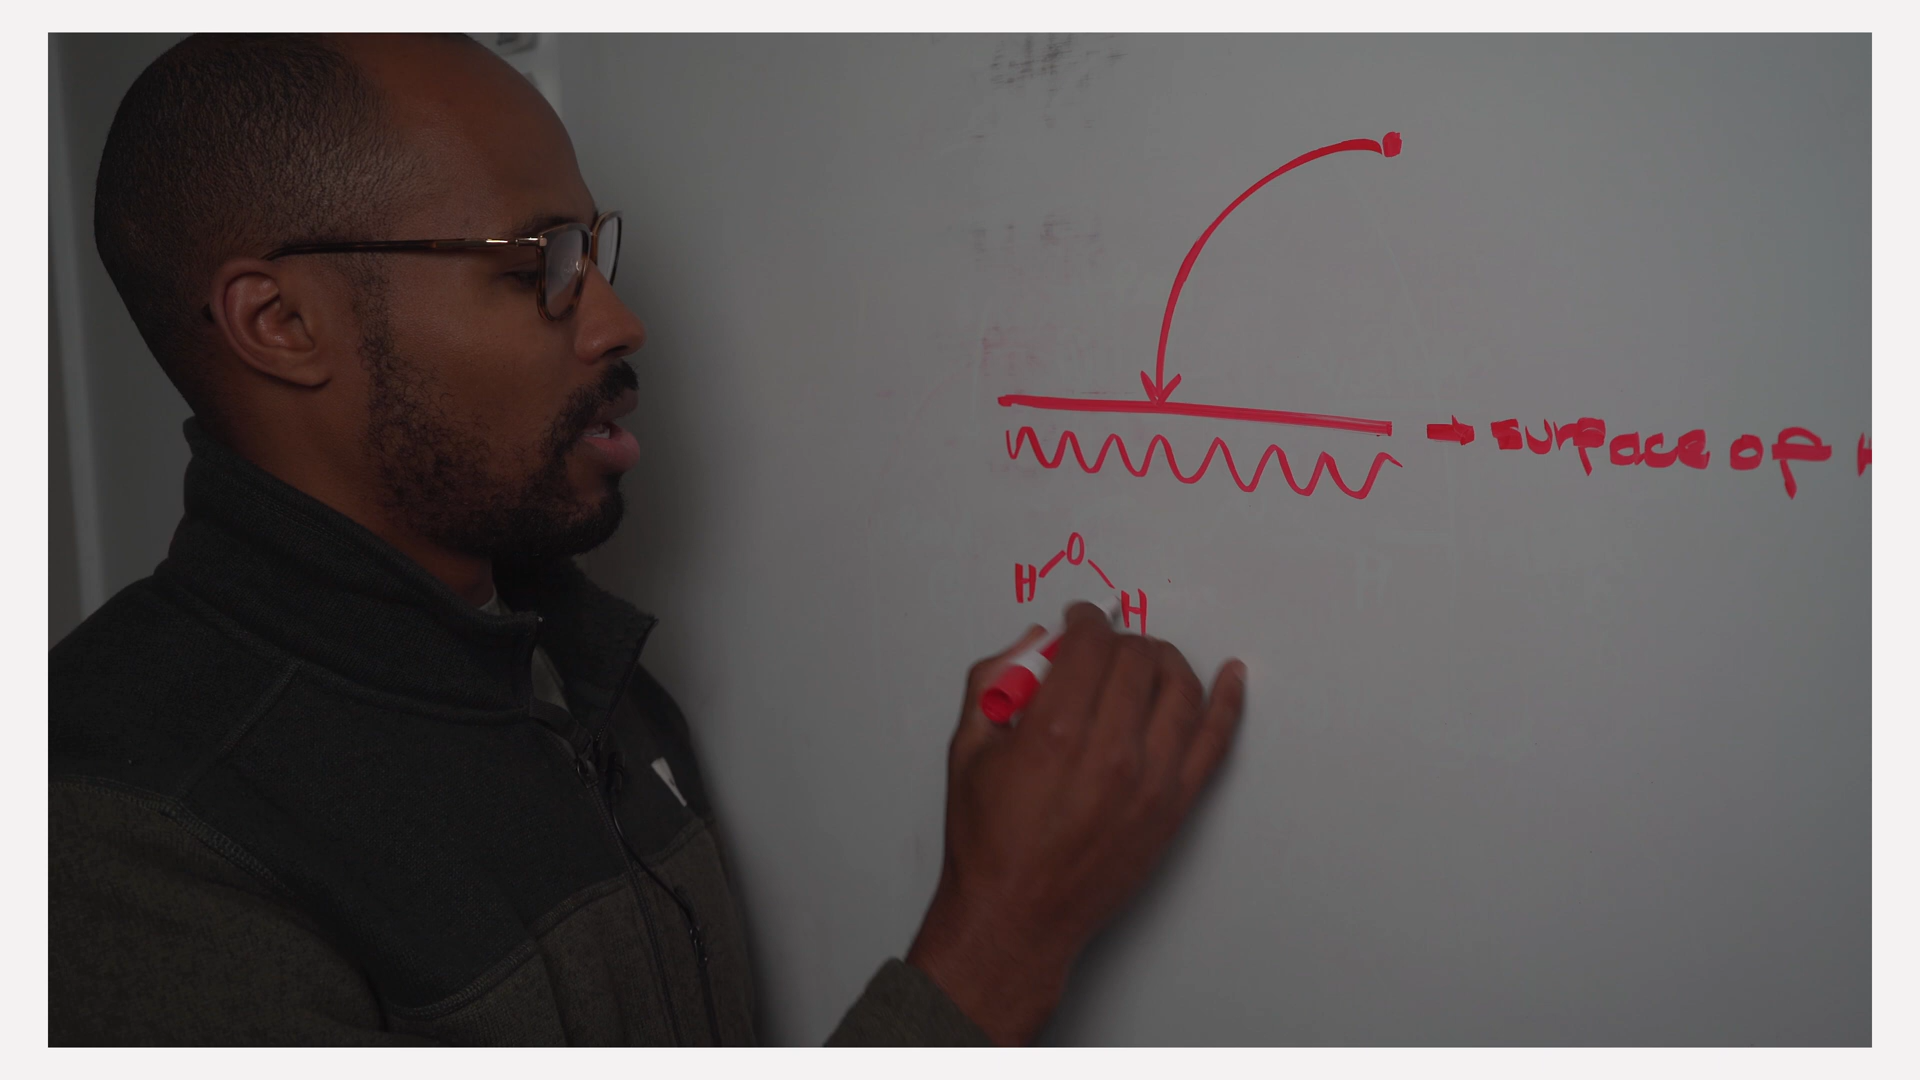 → surface of
O
H
H